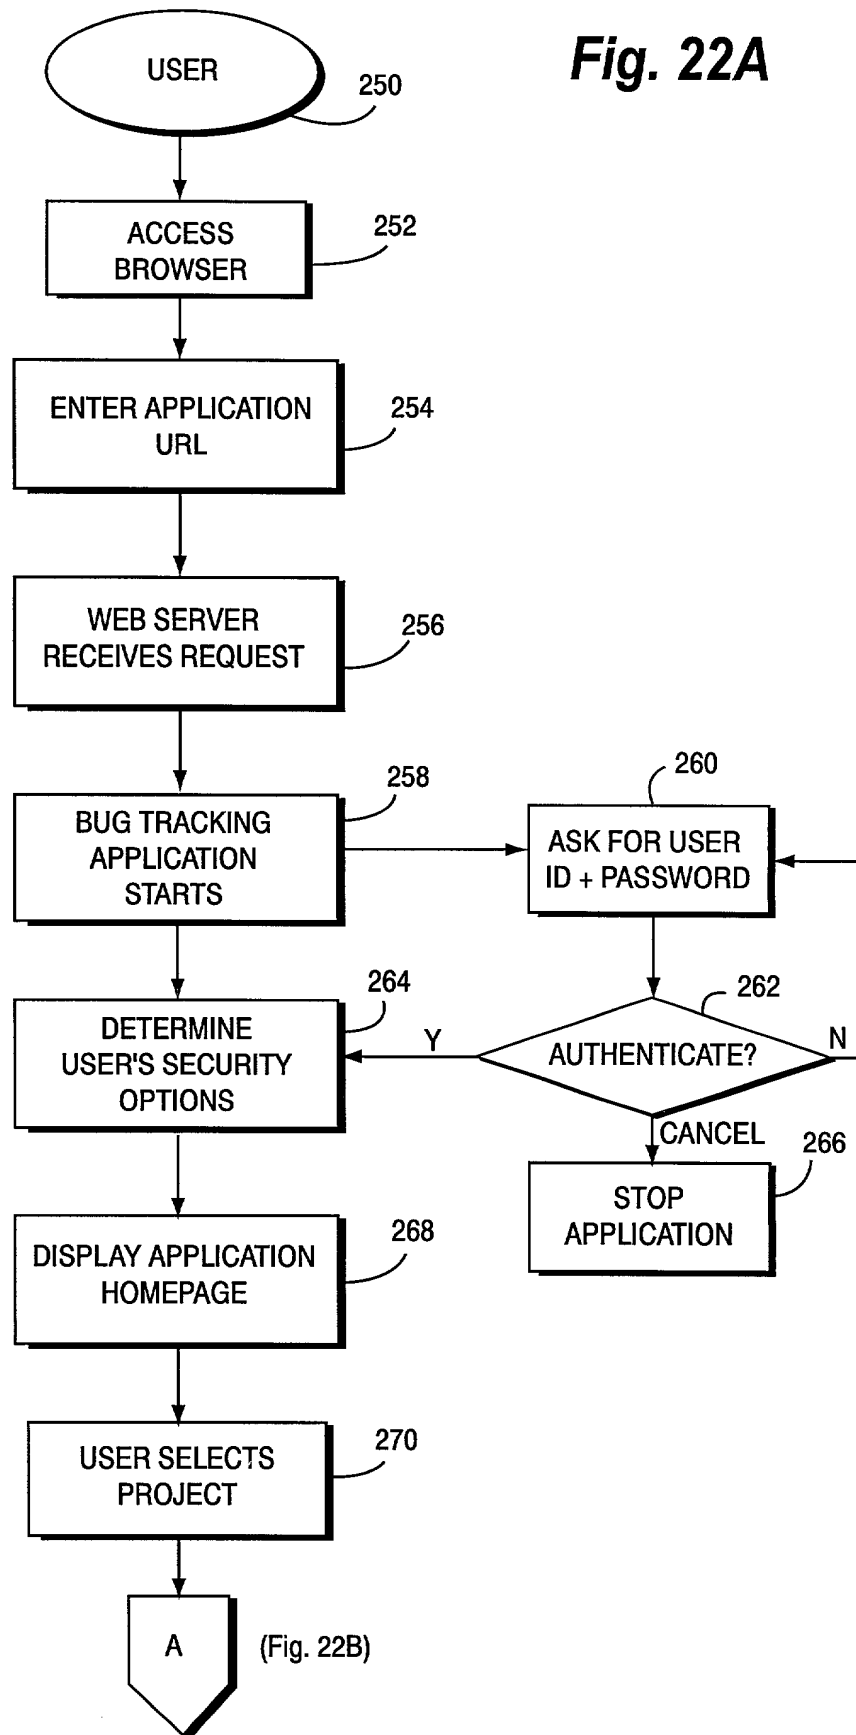 Fig. 22A
USER
250
ACCESS
BROWSER
252
ENTER APPLICATION
URL
254
WEB SERVER
RECEIVES REQUEST
256
BUG TRACKING
APPLICATION
STARTS
258
ASK FOR USER
ID + PASSWORD
260
DETERMINE
USER'S SECURITY
OPTIONS
264
Y
AUTHENTICATE?
262
N
CANCEL
STOP
APPLICATION
266
DISPLAY APPLICATION
HOMEPAGE
268
USER SELECTS
PROJECT
270
A
(Fig. 22B)